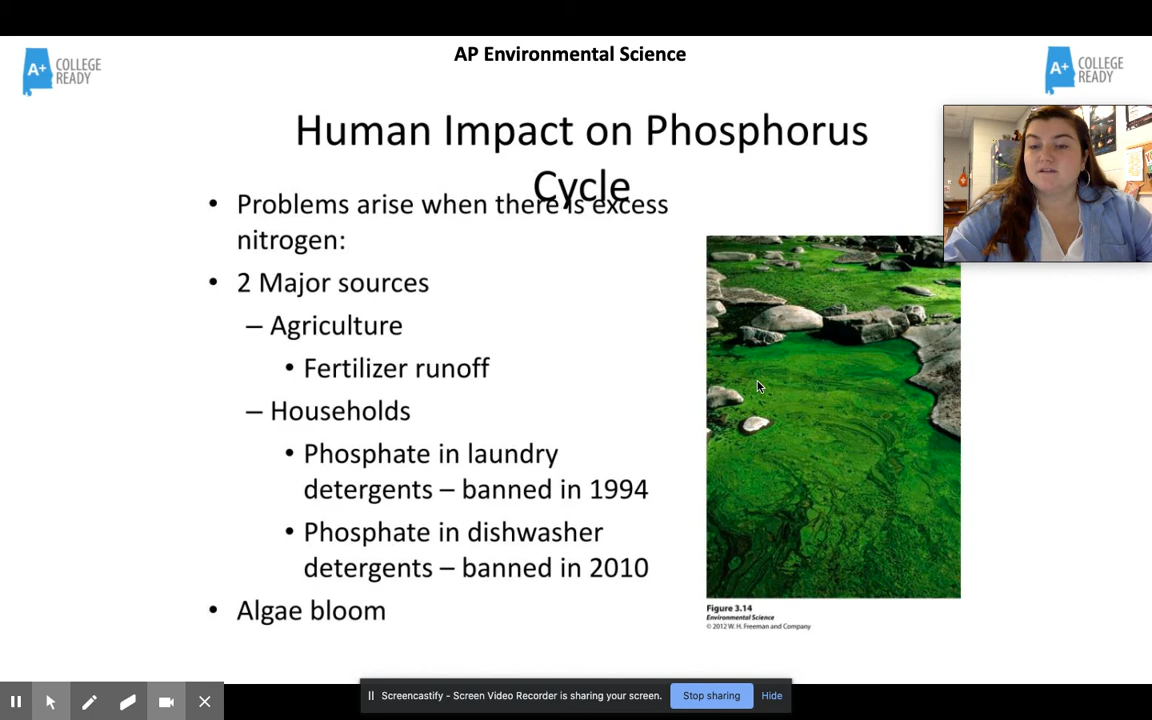 AP Environmental Science
A+ COLLEGE
READY
A+ COLLEGE
READY
Human Impact on Phosphorus
Cycle
• Problems arise when there is excess
nitrogen:
• 2 Major sources
– Agriculture
• Fertilizer runoff
– Households
• Phosphate in laundry
detergents – banned in 1994
• Phosphate in dishwasher
detergents – banned in 2010
• Algae bloom
Figure 3.14
Environmental Science
© 2012 W. H. Freeman and Company
Screencastify - Screen Video Recorder is sharing your screen.
Stop sharing
Hide